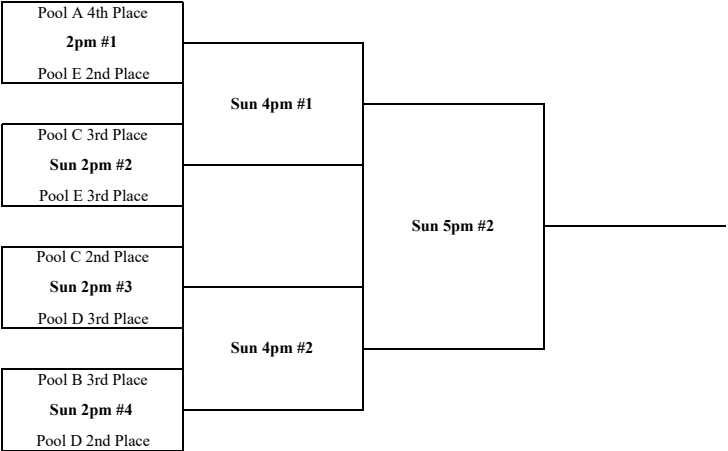 Pool A 4th Place
2pm #1
Pool E 2nd Place
Sun 4pm #1
Pool C 3rd Place
Sun 2pm #2
Pool E 3rd Place
Sun 5pm #2
Pool C 2nd Place
Sun 2pm #3
Pool D 3rd Place
Sun 4pm #2
Pool B 3rd Place
Sun 2pm #4
Pool D 2nd Place